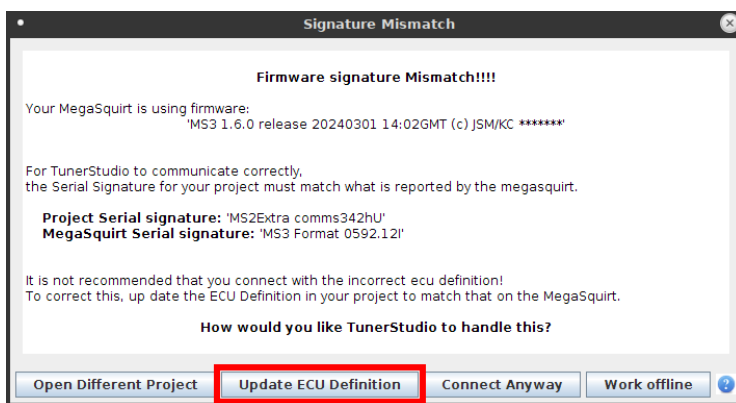 Signature Mismatch
Firmware signature Mismatch!!!!
Your MegaSquirt is using firmware:
'MS3 1.6.0 release 20240301 14:02GMT (c) JSM/KC *******'
For TunerStudio to communicate correctly,
the Serial Signature for your project must match what is reported by the megasquirt.
Project Serial signature: 'MS2Extra comms342hU'
MegaSquirt Serial signature: 'MS3 Format 0592.12l'
It is not recommended that you connect with the incorrect ecu definition!
To correct this, up date the ECU Definition in your project to match that on the MegaSquirt.
How would you like TunerStudio to handle this?
Open Different Project Update ECU Definition Connect Anyway Work offline ?